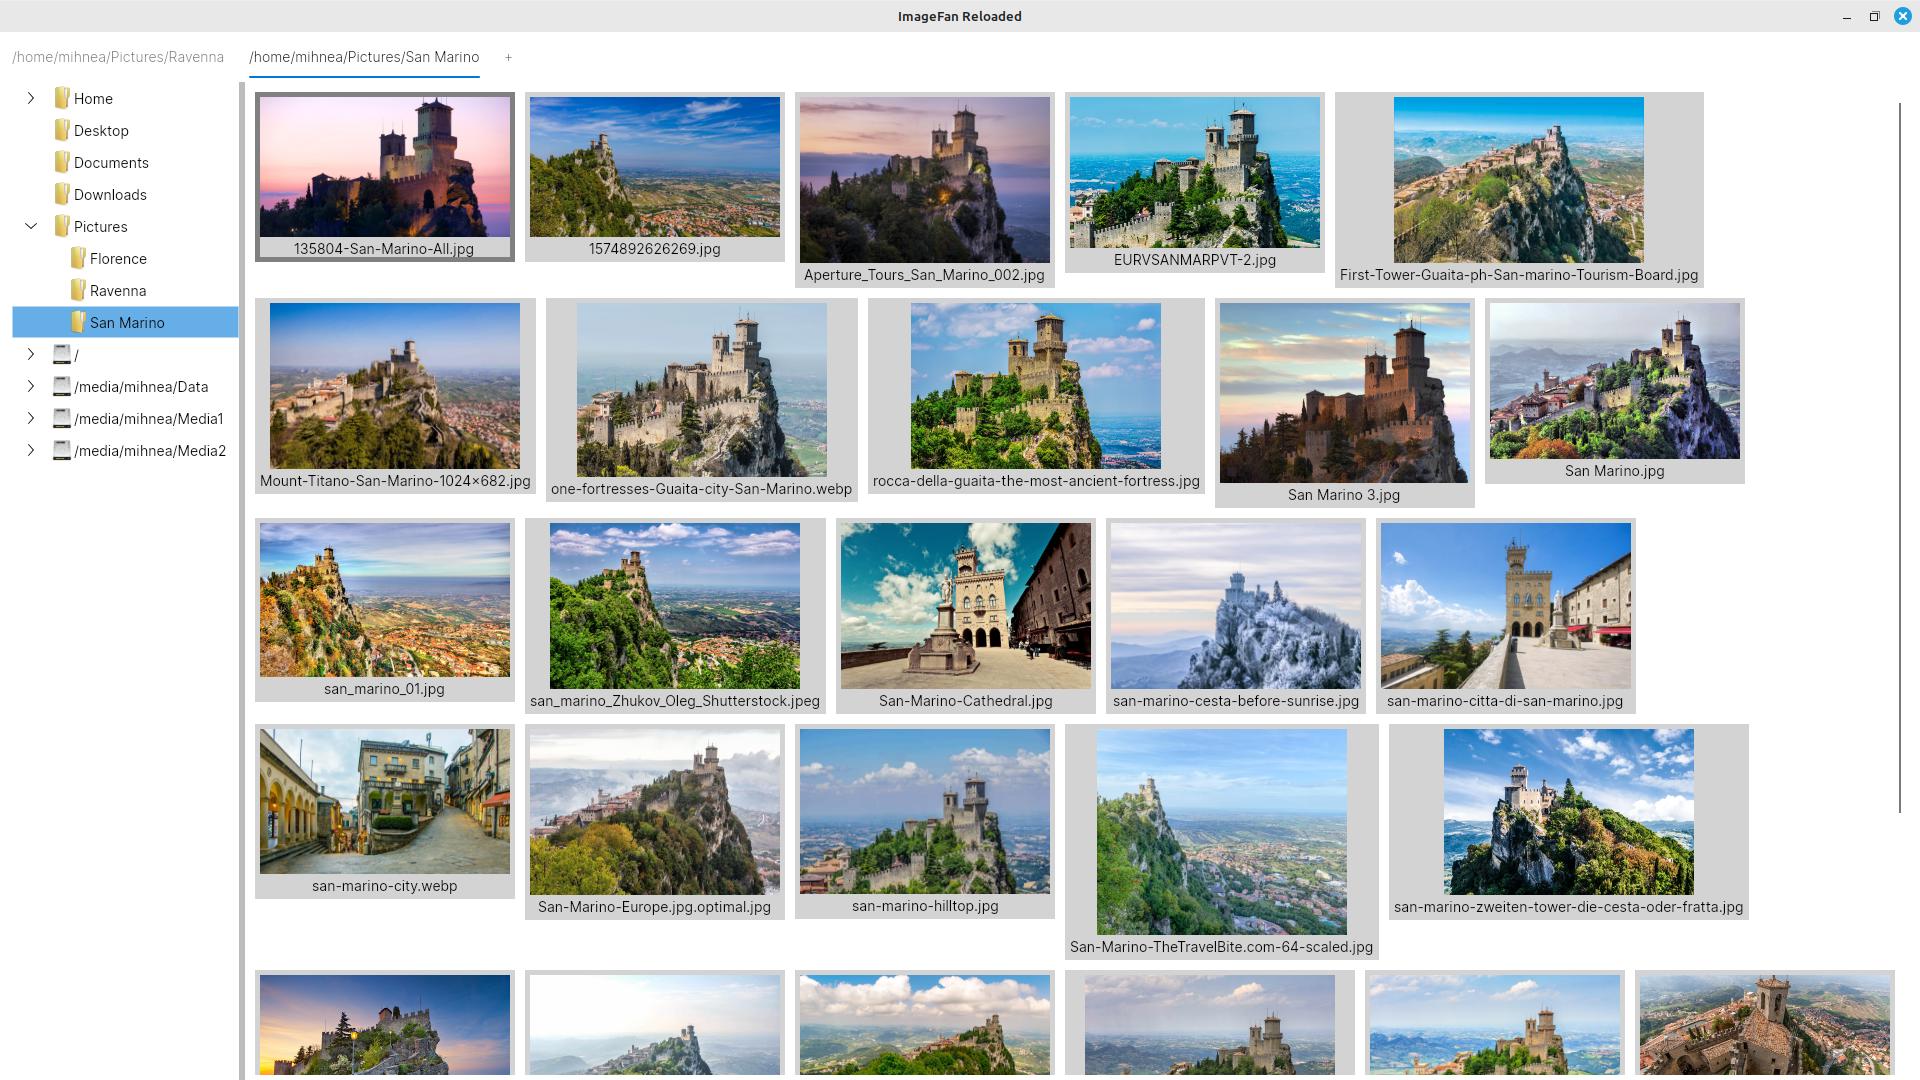 ImageFan Reloaded
/home/mihnea/Pictures/Ravenna
/home/mihnea/Pictures/San Marino
+
Home
Desktop
Documents
Downloads
Pictures
Florence
Ravenna
San Marino
/
/media/mihnea/Data
/media/mihnea/Media1
/media/mihnea/Media2
135804-San-Marino-All.jpg
1574892626269.jpg
Aperture_Tours_San_Marino_002.jpg
EURVSANMARPVT-2.jpg
First-Tower-Guaita-ph-San-marino-Tourism-Board.jpg
Mount-Titano-San-Marino-1024×682.jpg
one-fortresses-Guaita-city-San-Marino.webp
rocca-della-guaita-the-most-ancient-fortress.jpg
San Marino 3.jpg
San Marino.jpg
san_marino_01.jpg
san_marino_Zhukov_Oleg_Shutterstock.jpeg
San-Marino-Cathedral.jpg
san-marino-cesta-before-sunrise.jpg
san-marino-citta-di-san-marino.jpg
san-marino-city.webp
San-Marino-Europe.jpg.optimal.jpg
san-marino-hilltop.jpg
San-Marino-TheTravelBite.com-64-scaled.jpg
san-marino-zweiten-tower-die-cesta-oder-fratta.jpg